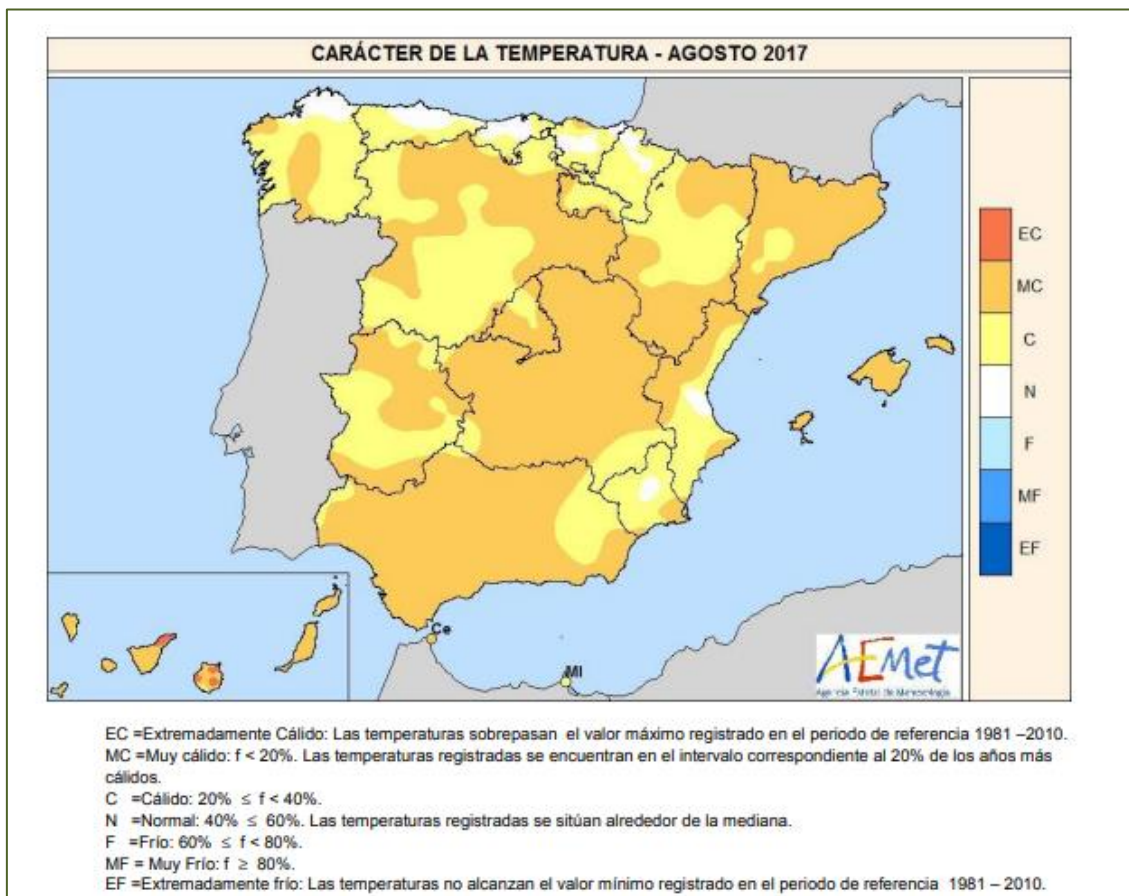 CARÁCTER DE LA TEMPERATURA - AGOSTO 2017
EC
MC
C
N
F
MF
EF
Ce
Ml
AEMet
Agencia Estatal de Meteorología
EC =Extremadamente Cálido: Las temperaturas sobrepasan el valor máximo registrado en el periodo de referencia 1981 –2010.
MC =Muy cálido: f < 20%. Las temperaturas registradas se encuentran en el intervalo correspondiente al 20% de los años más
cálidos.
C =Cálido: 20% ≤ f < 40%.
N =Normal: 40% ≤ 60%. Las temperaturas registradas se sitúan alrededor de la mediana.
F =Frío: 60% ≤ f < 80%.
MF = Muy Frío: f ≥ 80%.
EF =Extremadamente frío: Las temperaturas no alcanzan el valor mínimo registrado en el periodo de referencia 1981 – 2010.